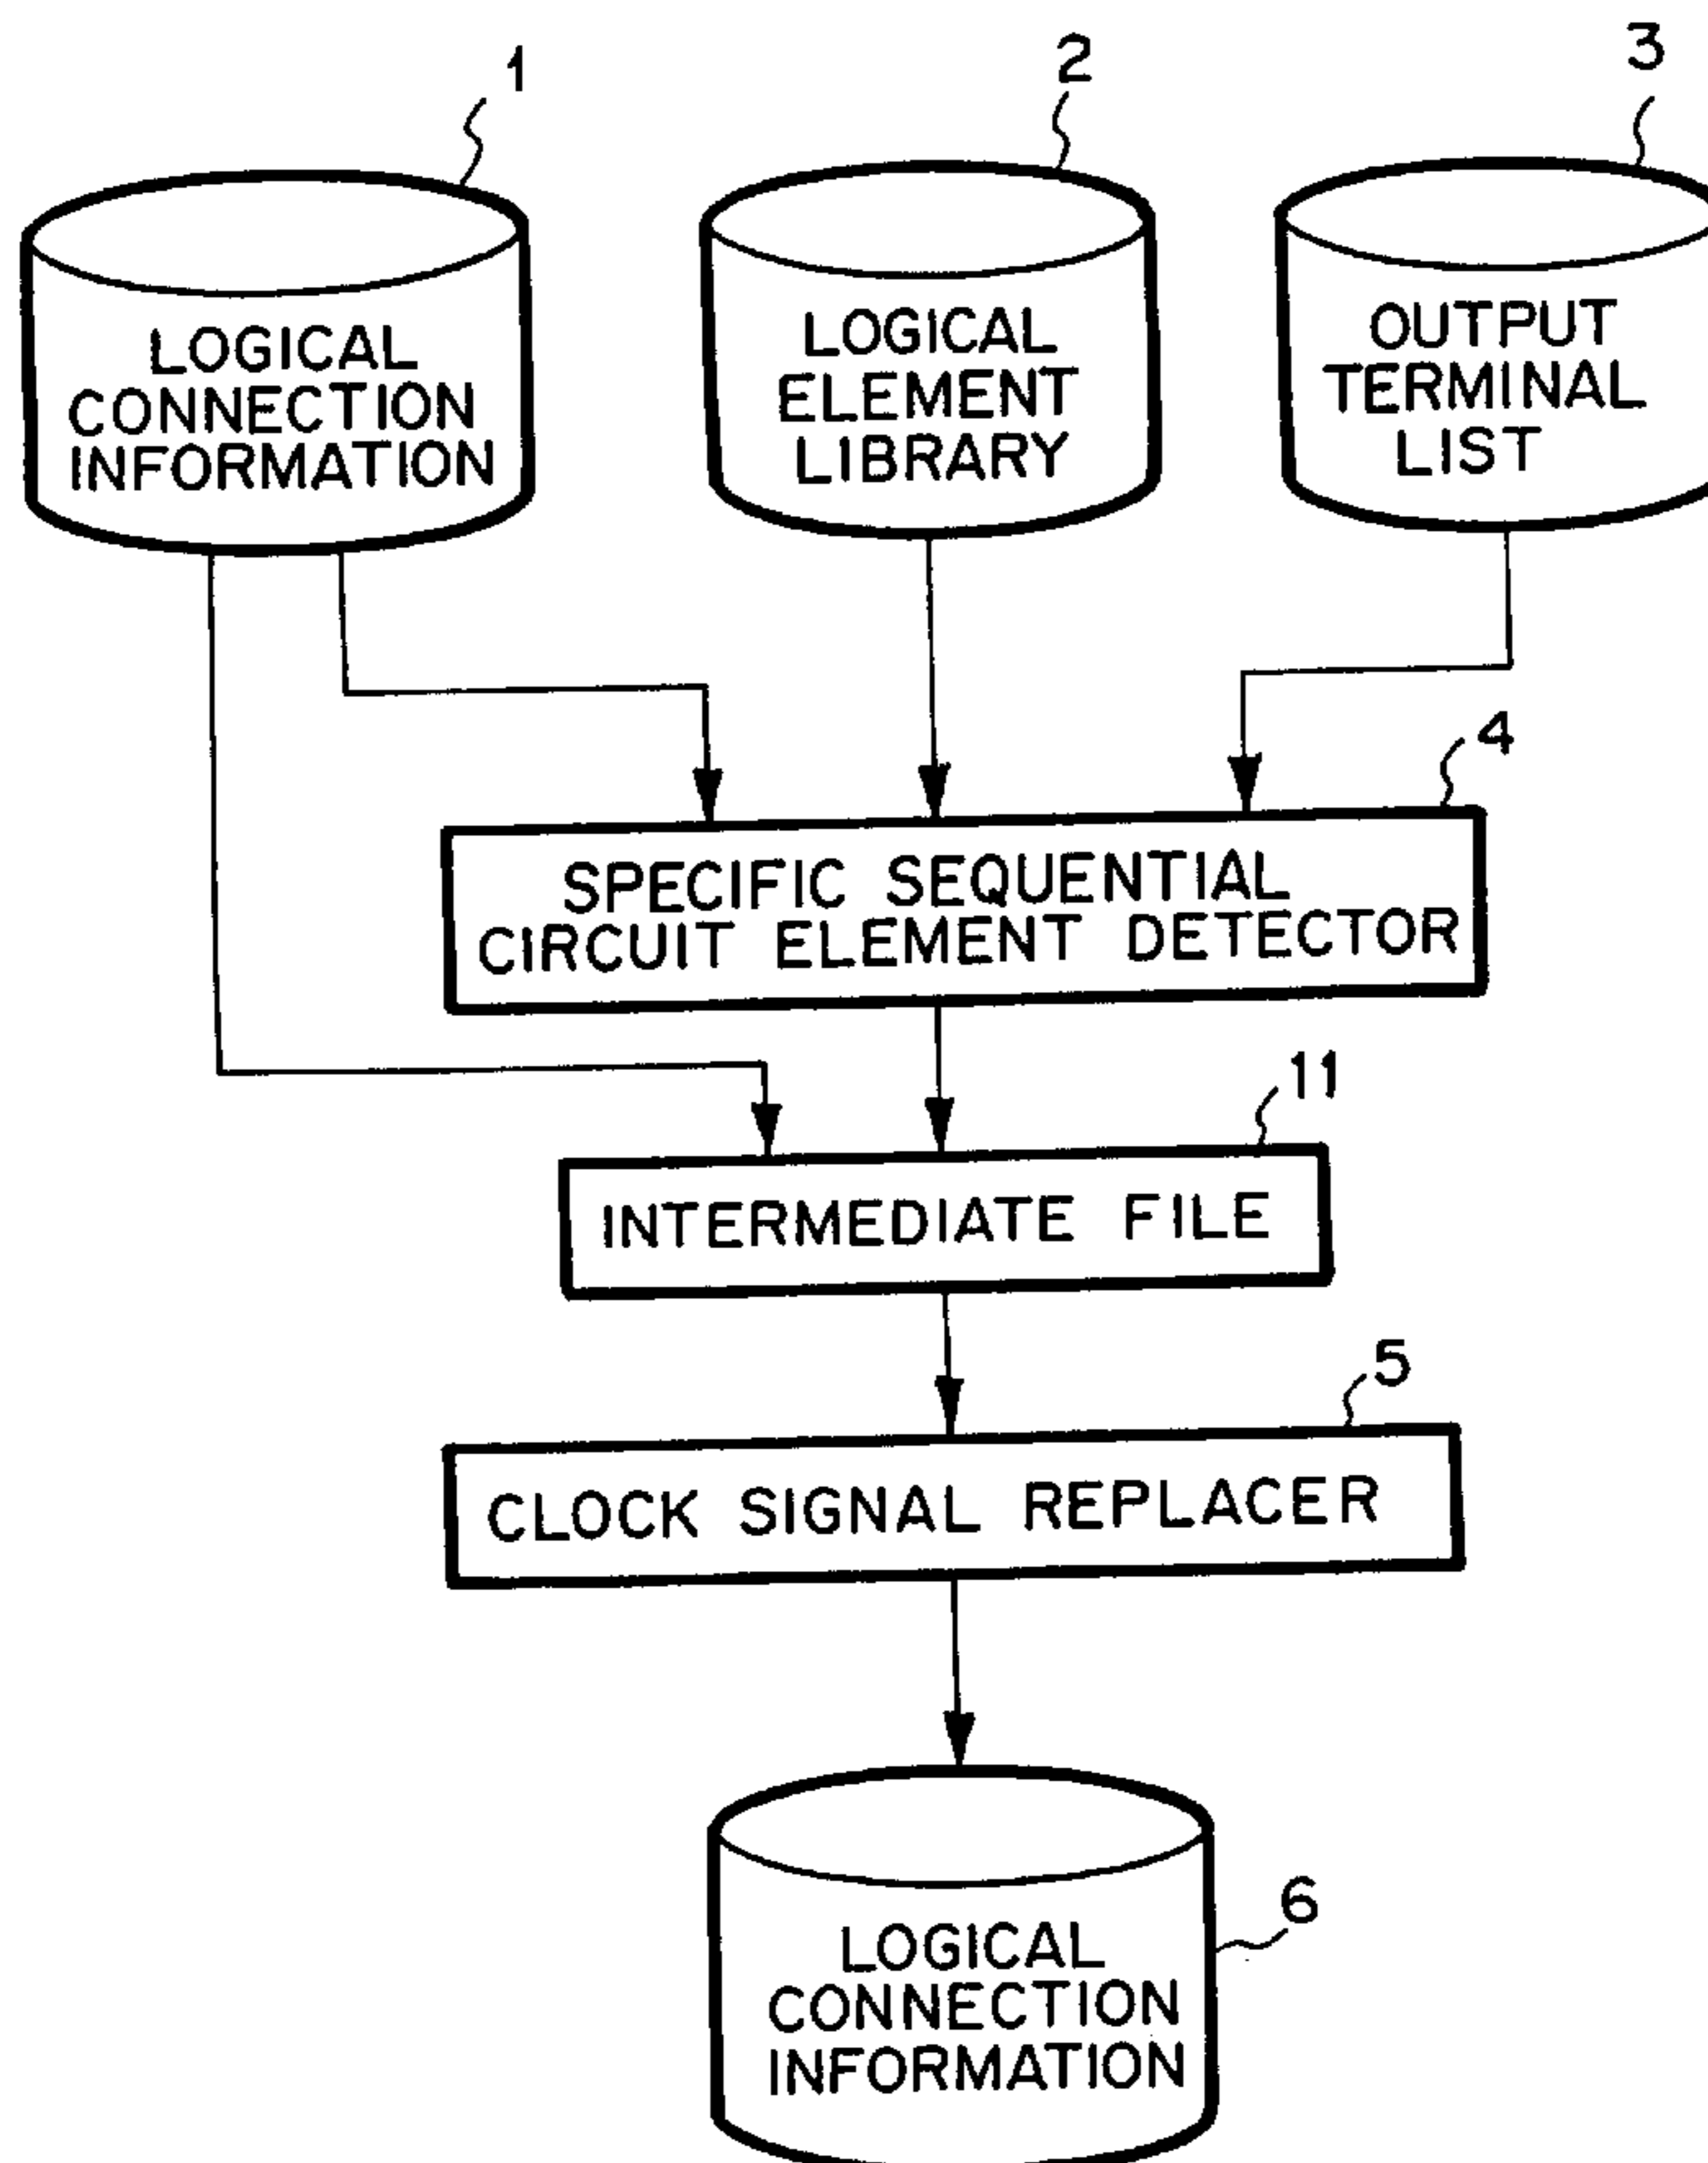 1
2
3
LOGICAL
CONNECTION
INFORMATION
LOGICAL
ELEMENT
LIBRARY
OUTPUT
TERMINAL
LIST
4
SPECIFIC SEQUENTIAL
CIRCUIT ELEMENT DETECTOR
11
INTERMEDIATE FILE
5
CLOCK SIGNAL REPLACER
6
LOGICAL
CONNECTION
INFORMATION